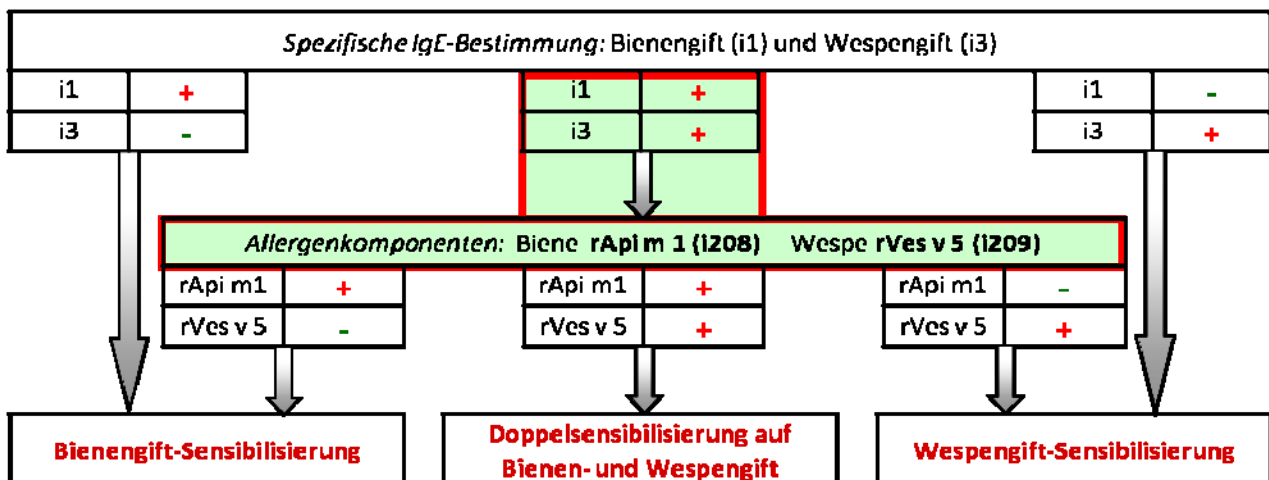 Spezifische IgE-Bestimmung: Bienengift (i1) und Wespengift (i3)
i1 + i1 + i1 -
i3 - i3 + i3 +
Allergenkomponenten: Biene rApi m 1 (i208) Wespe rVes v 5 (i209)
rApi m1 + rApi m1 + rApi m1 -
rVes v 5 - rVes v 5 + rVes v 5 +
Bienengift-Sensibilisierung
Doppelsensibilisierung auf
Bienen- und Wespengift
Wespengift-Sensibilisierung